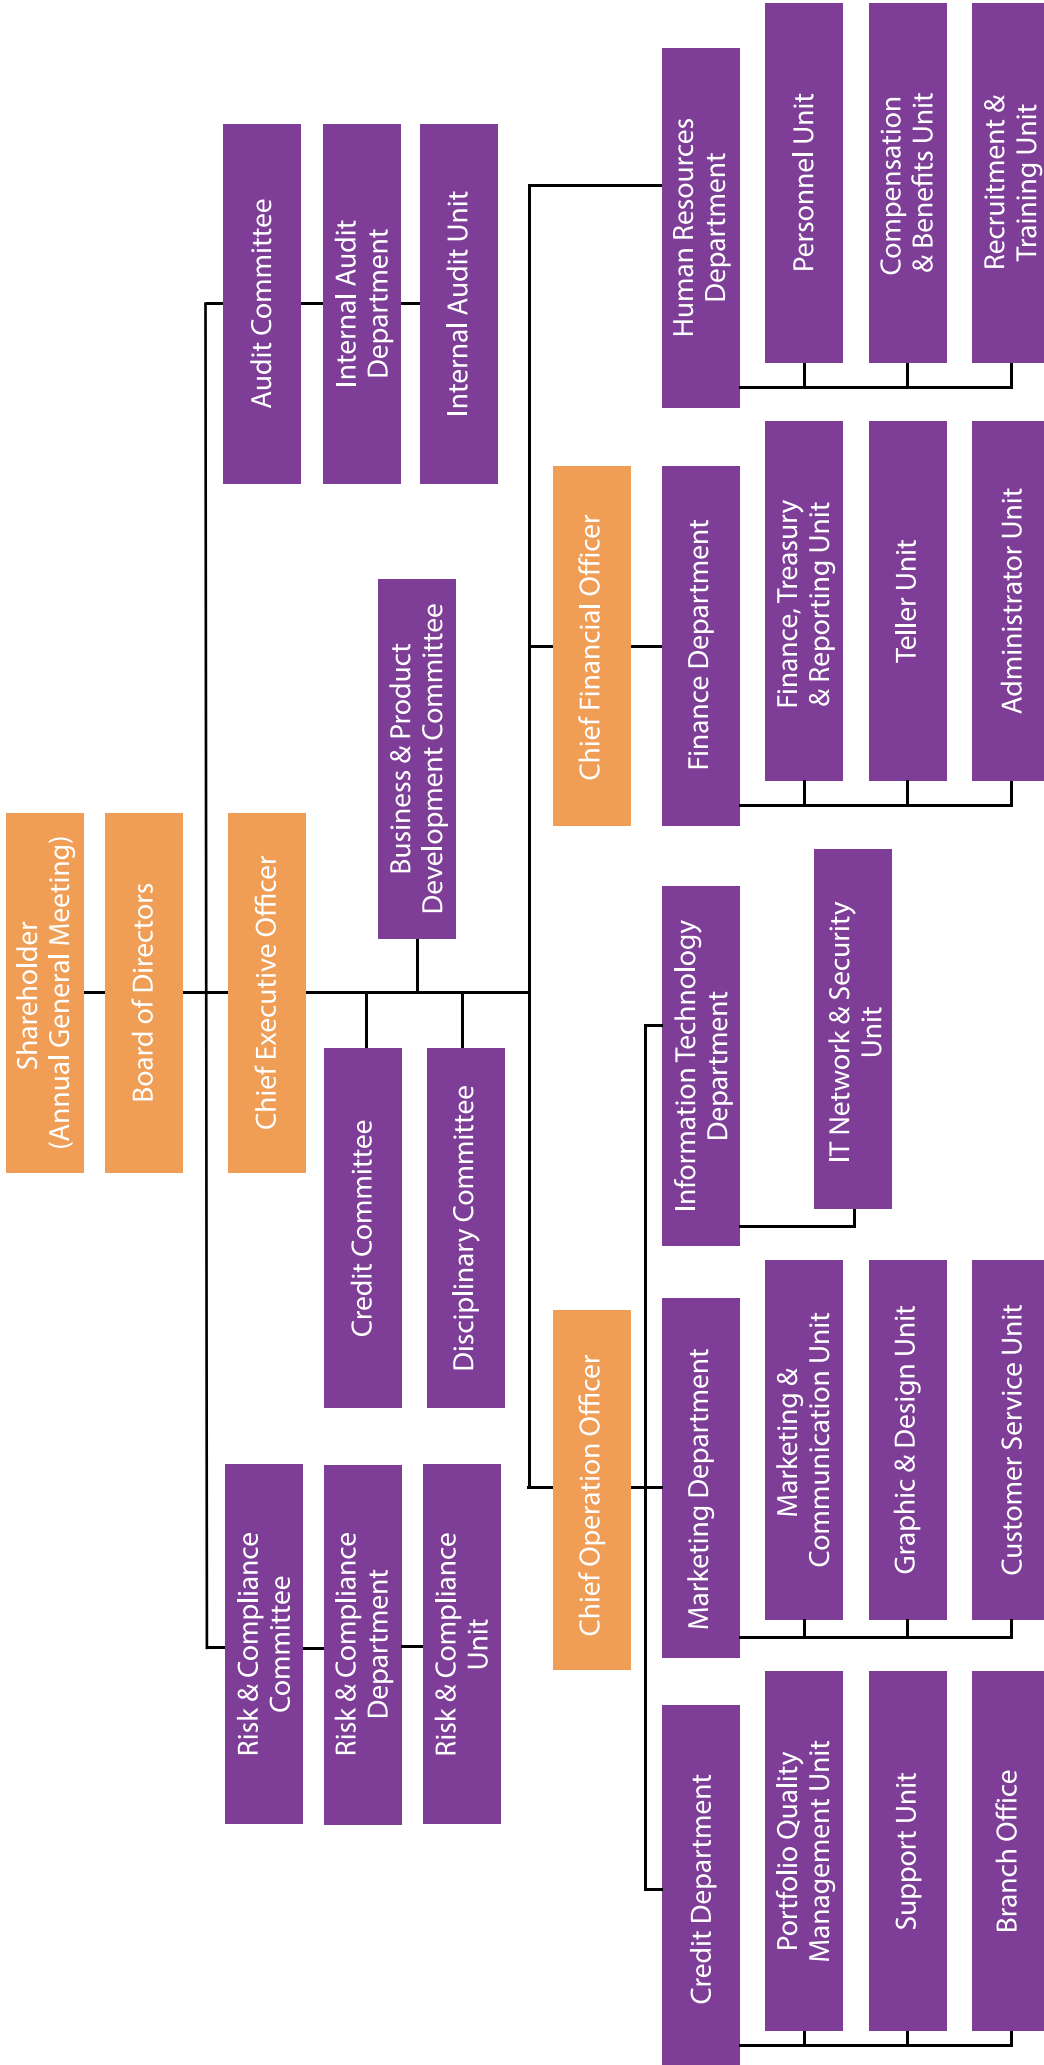 Shareholder
(Annual General Meeting)
Board of Directors
Chief Executive Officer
Risk & Compliance
Committee
Risk & Compliance
Department
Risk & Compliance
Unit
Credit Committee
Disciplinary Committee
Business & Product
Development Committee
Audit Committee
Internal Audit
Department
Internal Audit Unit
Chief Operation Officer
Chief Financial Officer
Credit Department
Portfolio Quality
Management Unit
Support Unit
Branch Office
Marketing Department
Marketing &
Communication Unit
Graphic & Design Unit
Customer Service Unit
Information Technology
Department
IT Network & Security
Unit
Finance Department
Finance, Treasury
& Reporting Unit
Teller Unit
Administrator Unit
Human Resources
Department
Personnel Unit
Compensation
& Benefits Unit
Recruitment &
Training Unit